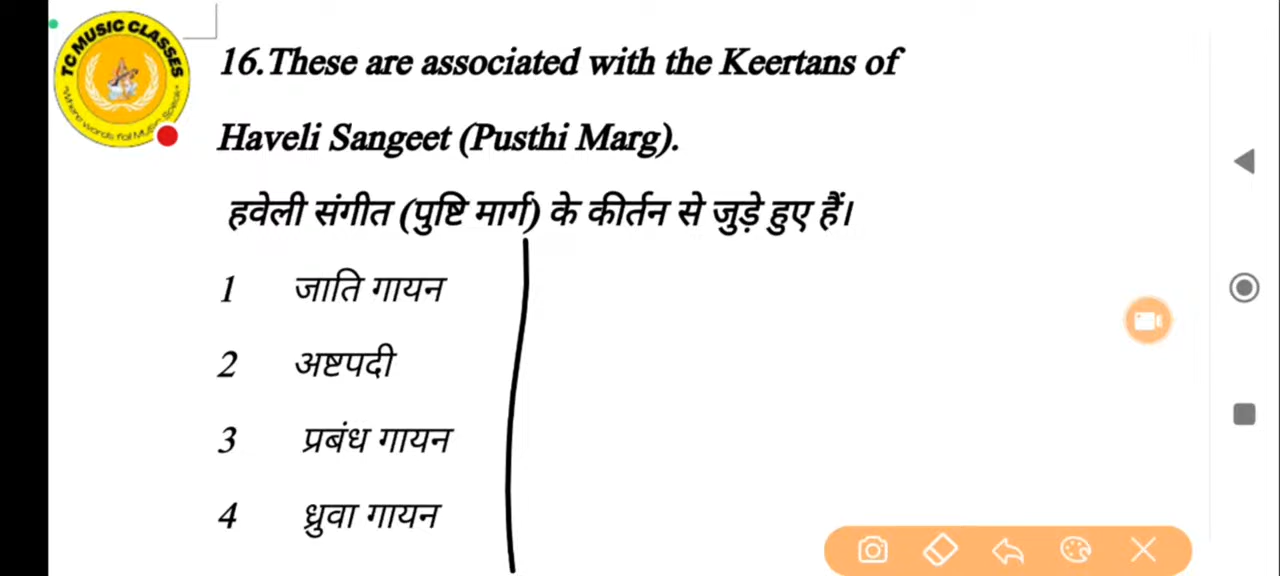 TC MUSIC CLASSES
16.These are associated with the Keertans of
Haveli Sangeet (Pusthi Marg).
हवेली संगीत (पुष्टि मार्ग) के कीर्तन से जुड़े हुए हैं।
1 जाति गायन
2 अष्टपदी
3 प्रबंध गायन
4 ध्रुवा गायन